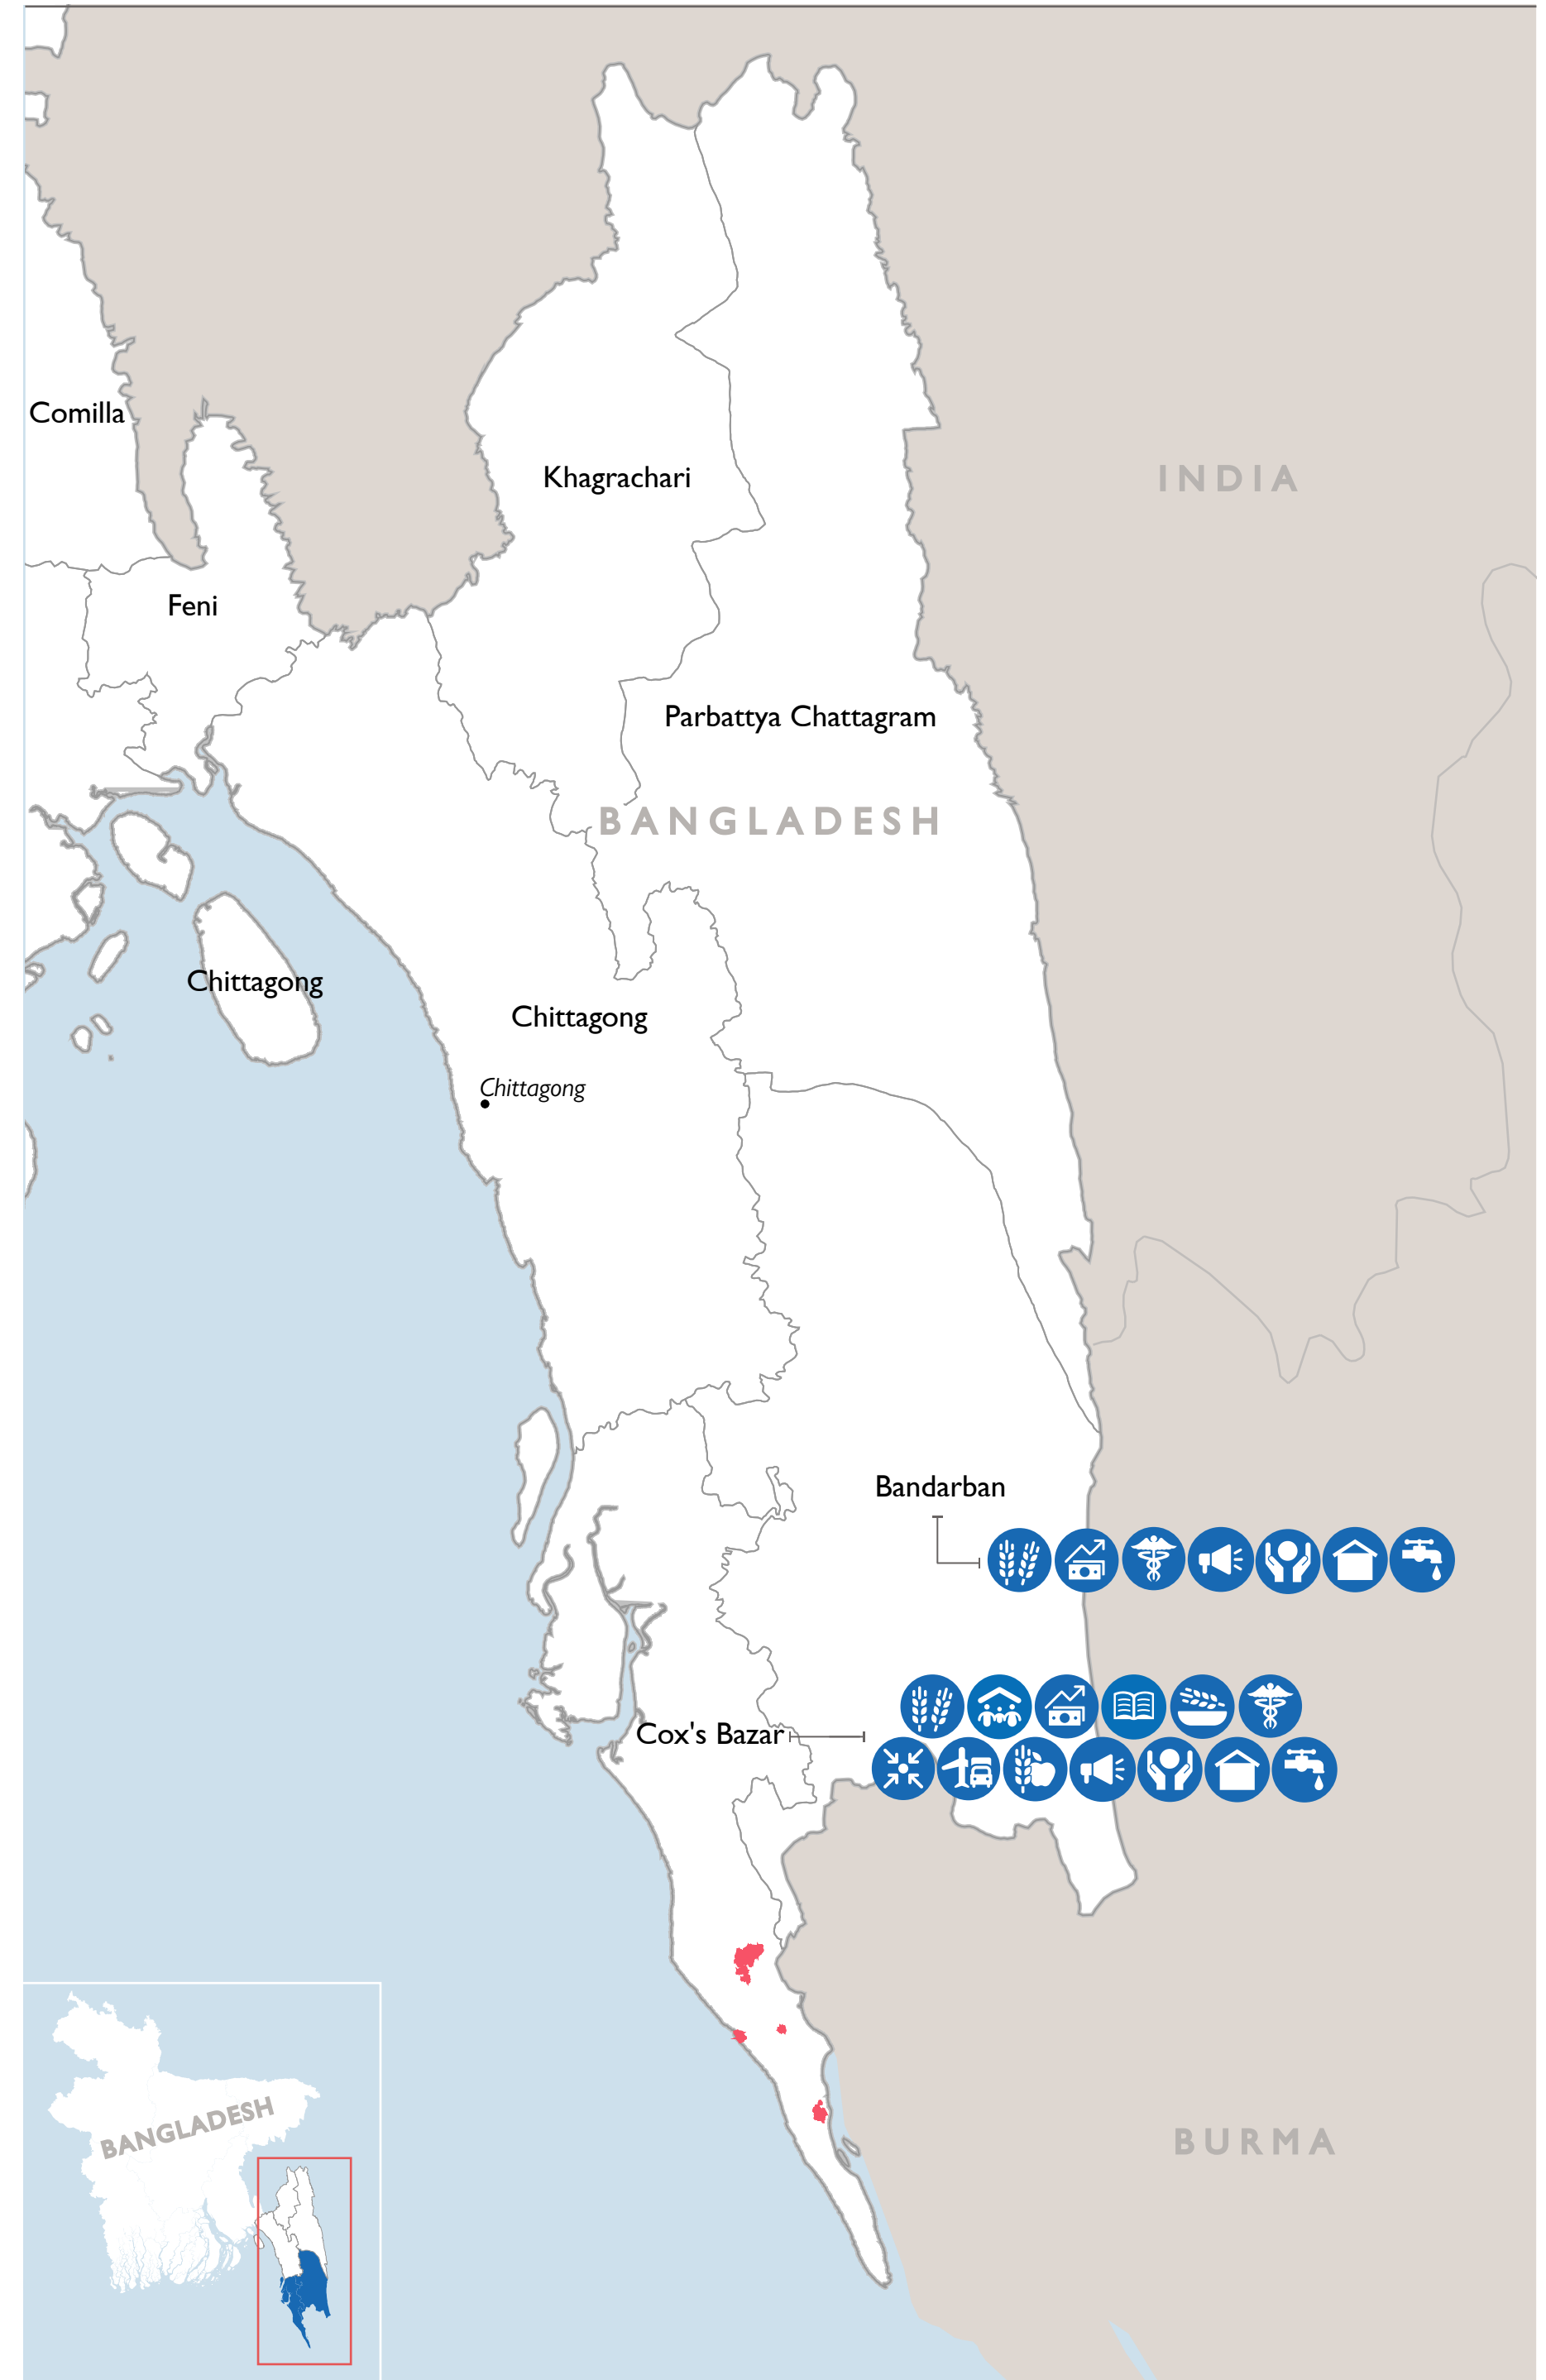 Comilla
Khagrachari
INDIA
Feni
Parbattya Chattagram
BANGLADESH
Chittagong
Chittagong
Chittagong
Bandarban
Cox's Bazar
BANGLADESH
BURMA